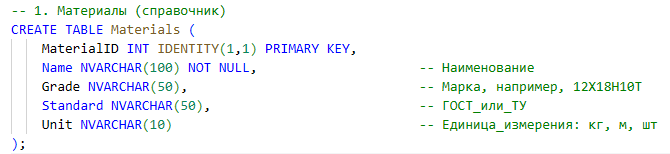 -- 1. Материалы (справочник)
CREATE TABLE Materials (
    MaterialID INT IDENTITY(1,1) PRIMARY KEY,
    Name NVARCHAR(100) NOT NULL,                     -- Наименование
    Grade NVARCHAR(50),                              -- Марка, например, 12Х18Н10Т
    Standard NVARCHAR(50),                           -- ГОСТ_или_ТУ
    Unit NVARCHAR(10)                                -- Единица_измерения: кг, м, шт
);